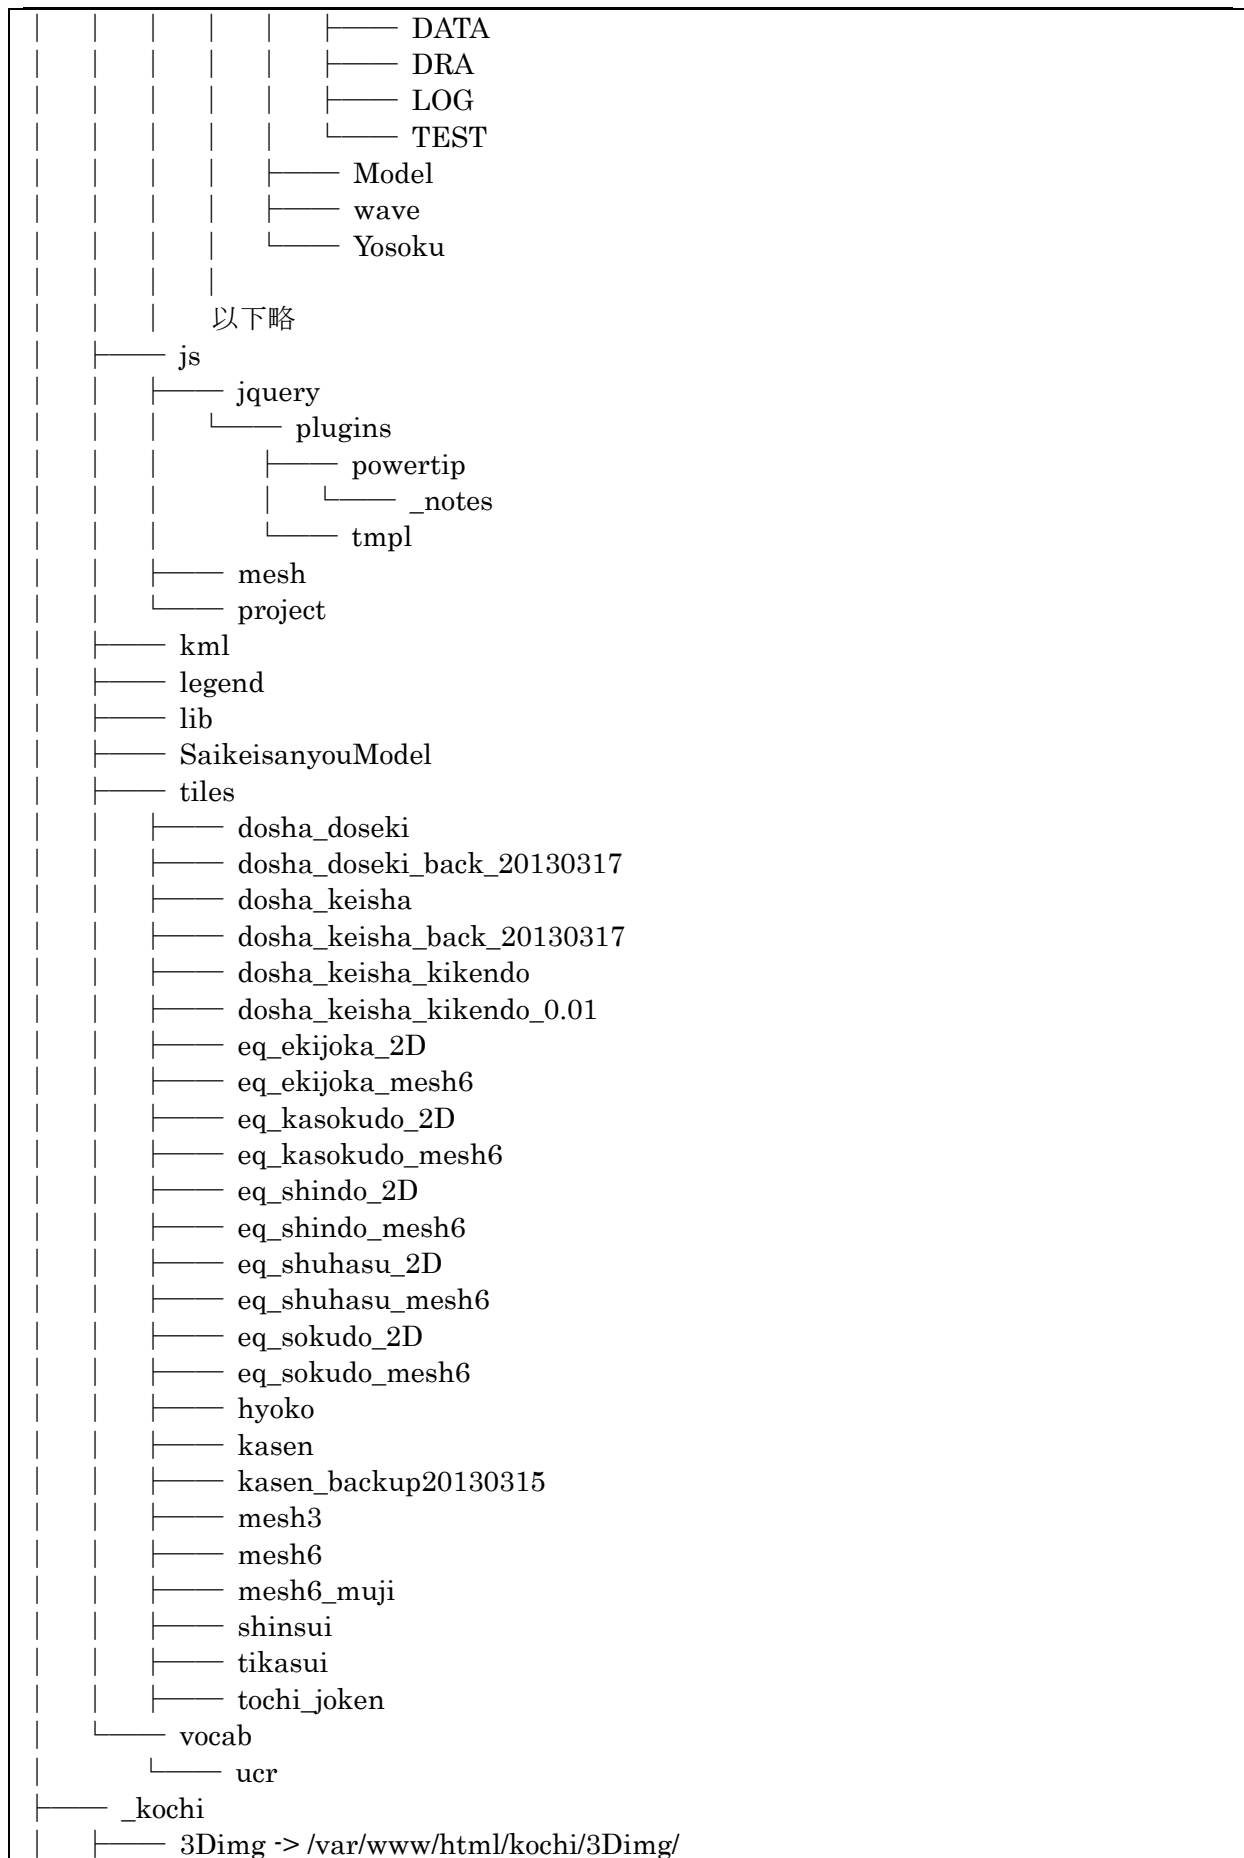 │ │ │ │ │ ├── DATA
│ │ │ │ │ ├── DRA
│ │ │ │ │ ├── LOG
│ │ │ │ │ └── TEST
│ │ │ │ ├── Model
│ │ │ │ ├── wave
│ │ │ │ └── Yosoku
│ │ │ │
│ │ │ 以下略
│ ├── js
│ │ ├── jquery
│ │ │ └── plugins
│ │ │ ├── powertip
│ │ │ │ └── _notes
│ │ │ └── tmpl
│ │ ├── mesh
│ │ └── project
│ ├── kml
│ ├── legend
│ ├── lib
│ ├── SaikeisanyouModel
│ ├── tiles
│ │ ├── dosha_doseki
│ │ ├── dosha_doseki_back_20130317
│ │ ├── dosha_keisha
│ │ ├── dosha_keisha_back_20130317
│ │ ├── dosha_keisha_kikendo
│ │ ├── dosha_keisha_kikendo_0.01
│ │ ├── eq_ekijoka_2D
│ │ ├── eq_ekijoka_mesh6
│ │ ├── eq_kasokudo_2D
│ │ ├── eq_kasokudo_mesh6
│ │ ├── eq_shindo_2D
│ │ ├── eq_shindo_mesh6
│ │ ├── eq_shuhasu_2D
│ │ ├── eq_shuhasu_mesh6
│ │ ├── eq_sokudo_2D
│ │ ├── eq_sokudo_mesh6
│ │ ├── hyoko
│ │ ├── kasen
│ │ ├── kasen_backup20130315
│ │ ├── mesh3
│ │ ├── mesh6
│ │ ├── mesh6_muji
│ │ ├── shinsui
│ │ ├── tikasui
│ │ ├── tochi_joken
│ └── vocab
│ └── ucr
├── _kochi
│ ├── 3Dimg -> /var/www/html/kochi/3Dimg/